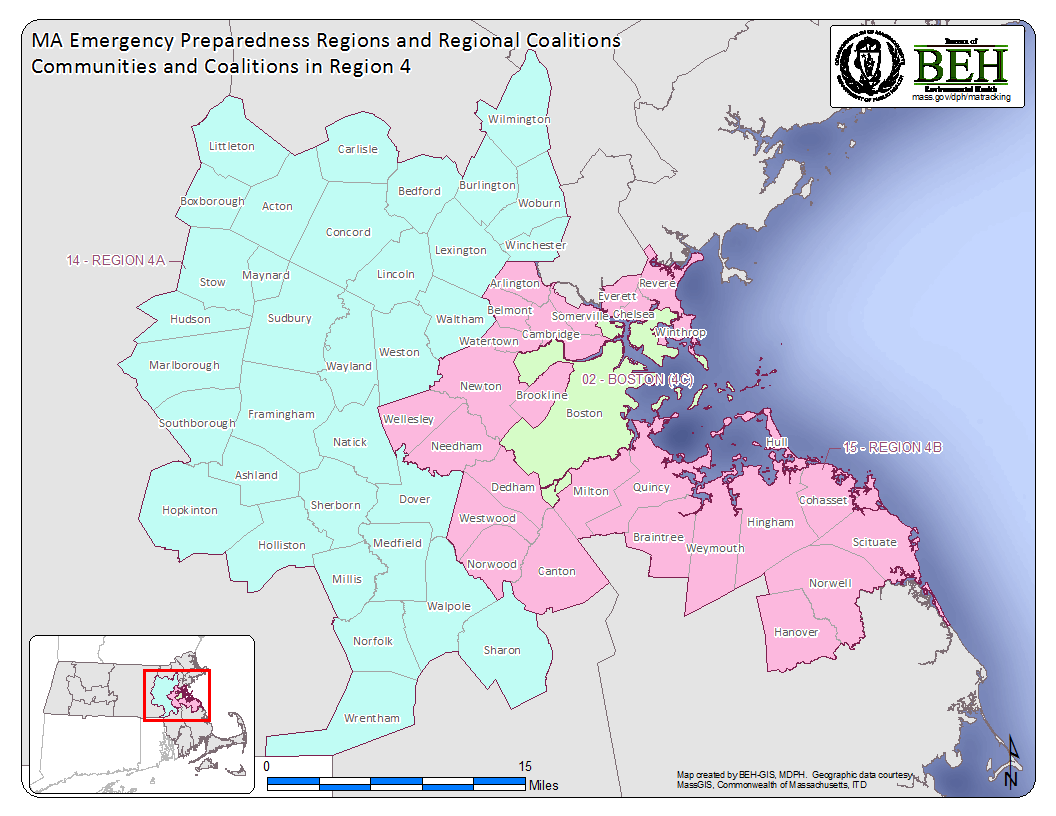 MA Emergency Preparedness Regions and Regional Coalitions
Communities and Coalitions in Region 4
Bureau of
BEH
Environmental Health
mass.gov/dph/matracking
Wilmington
Littleton
Carlisle
Bedford
Burlington
Boxborough
Acton
Woburn
Concord
Winchester
Lexington
14 - REGION 4A
Maynard
Lincoln
Stow
Arlington
Revere
Everett
Belmont
Somerville
Chelsea
Hudson
Sudbury
Waltham
Cambridge
Winthrop
Watertown
Weston
Marlborough
Wayland
02 - BOSTON (4C)
Newton
Brookline
Framingham
Boston
Southborough
Wellesley
Natick
Needham
Hull
15 - REGION 4B
Ashland
Dedham
Quincy
Milton
Dover
Cohasset
Sherborn
Hopkinton
Westwood
Hingham
Braintree
Scituate
Holliston
Medfield
Weymouth
Norwood
Canton
Millis
Norwell
Walpole
Hanover
Norfolk
Sharon
Wrentham
0
15
Miles
Map created by BEH-GIS, MDPH. Geographic data courtesy
MassGIS, Commonwealth of Massachusetts, ITD
N